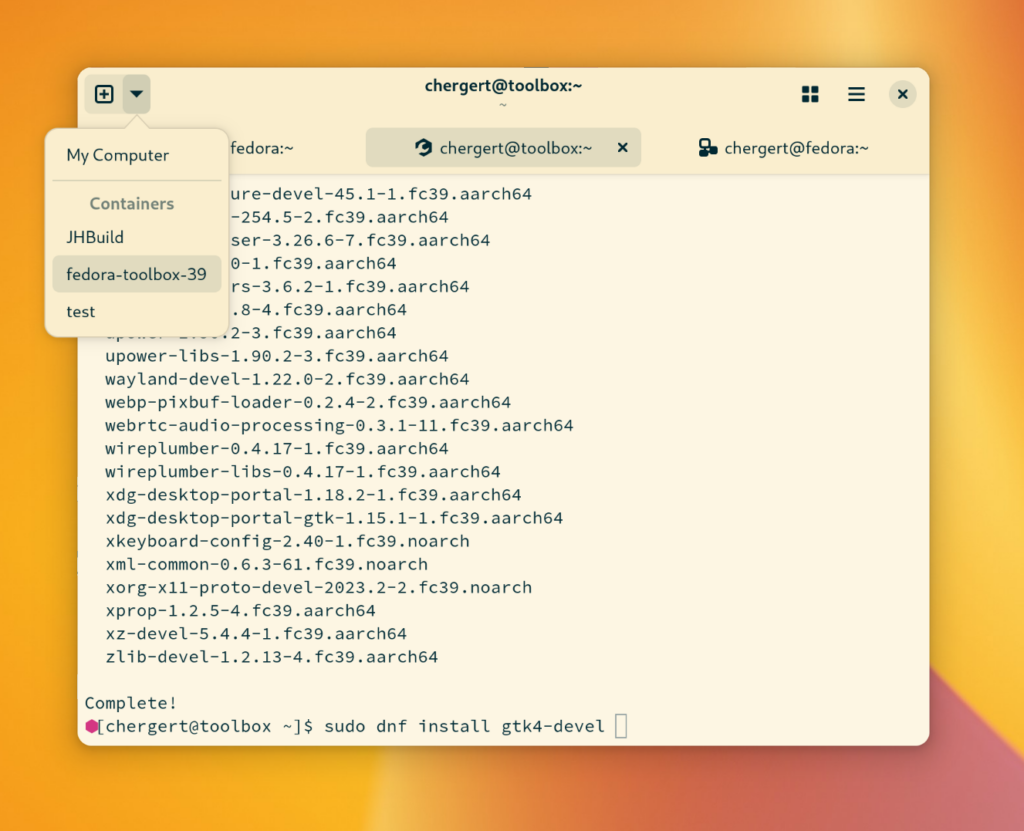 chergert@toolbox:~
~
My Computer
Containers
JHBuild
fedora-toolbox-39
test
fedora:~
chergert@toolbox:~
chergert@fedora:~
ure-devel-45.1-1.fc39.aarch64
-254.5-2.fc39.aarch64
ser-3.26.6-7.fc39.aarch64
0-1.fc39.aarch64
rs-3.6.2-1.fc39.aarch64
.8-4.fc39.aarch64
.2-3.fc39.aarch64
upower-libs-1.90.2-3.fc39.aarch64
wayland-devel-1.22.0-2.fc39.aarch64
webp-pixbuf-loader-0.2.4-2.fc39.aarch64
webrtc-audio-processing-0.3.1-11.fc39.aarch64
wireplumber-0.4.17-1.fc39.aarch64
wireplumber-libs-0.4.17-1.fc39.aarch64
xdg-desktop-portal-1.18.2-1.fc39.aarch64
xdg-desktop-portal-gtk-1.15.1-1.fc39.aarch64
xkeyboard-config-2.40-1.fc39.noarch
xml-common-0.6.3-61.fc39.noarch
xorg-x11-proto-devel-2023.2-2.fc39.noarch
xprop-1.2.5-4.fc39.aarch64
xz-devel-5.4.4-1.fc39.aarch64
zlib-devel-1.2.13-4.fc39.aarch64
Complete!
[chergert@toolbox ~]$ sudo dnf install gtk4-devel